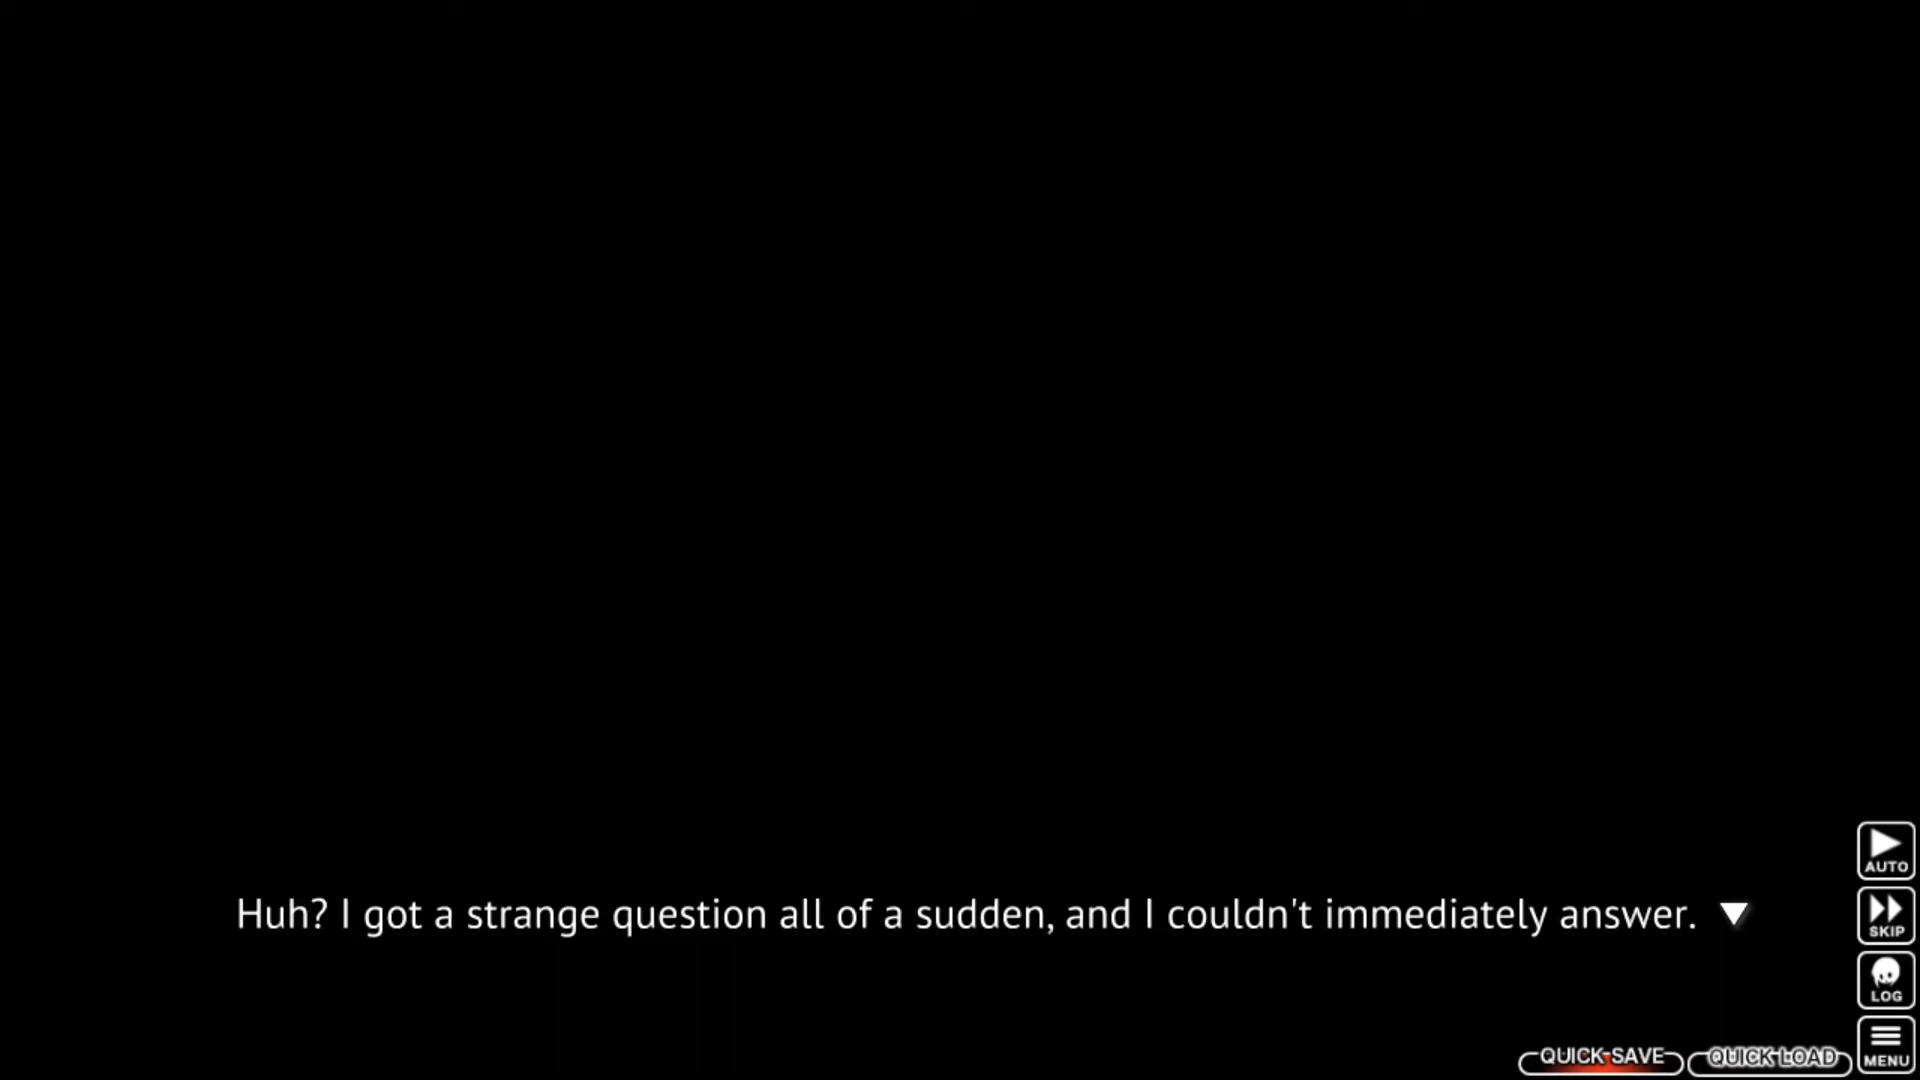 Huh? I got a strange question all of a sudden, and I couldn't immediately answer.
AUTO
SKIP
LOG
MENU
QUICK SAVE
QUICK LOAD